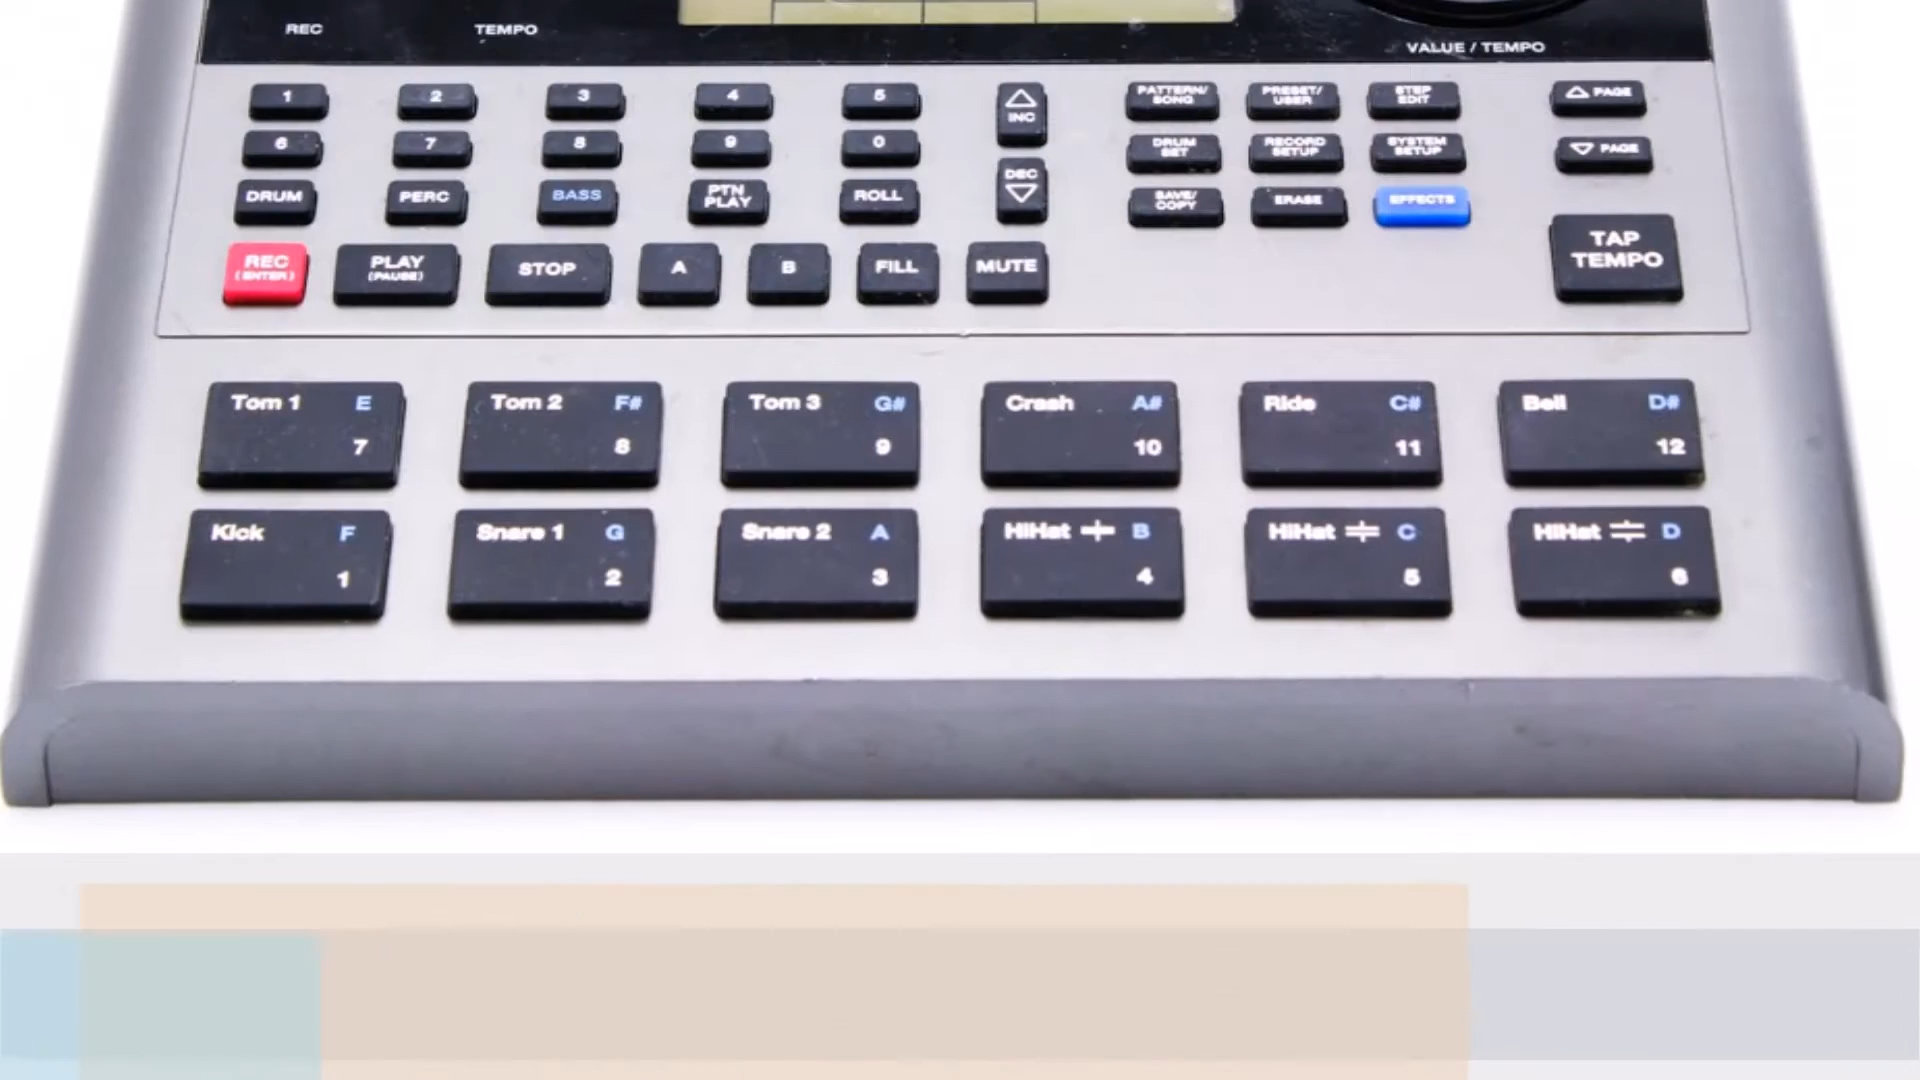 REC TEMPO VALUE / TEMPO
1 2 3 4 5 INC PATTERN/ SONG PRESET/ USER STEP EDIT PAGE
6 7 8 9 0 DEC DRUM SET RECORD SETUP SYSTEM SETUP PAGE
DRUM PERC BASS PTN PLAY ROLL SAVE/ COPY ERASE EFFECTS
REC (ENTER) PLAY (PAUSE) STOP A B FILL MUTE TAP TEMPO
Tom 1 E Tom 2 F# Tom 3 G# Crash A# Ride C# Bell D#
7 8 9 10 11 12
Kick F Snare 1 G Snare 2 A HiHat B HiHat C HiHat D
1 2 3 4 5 6